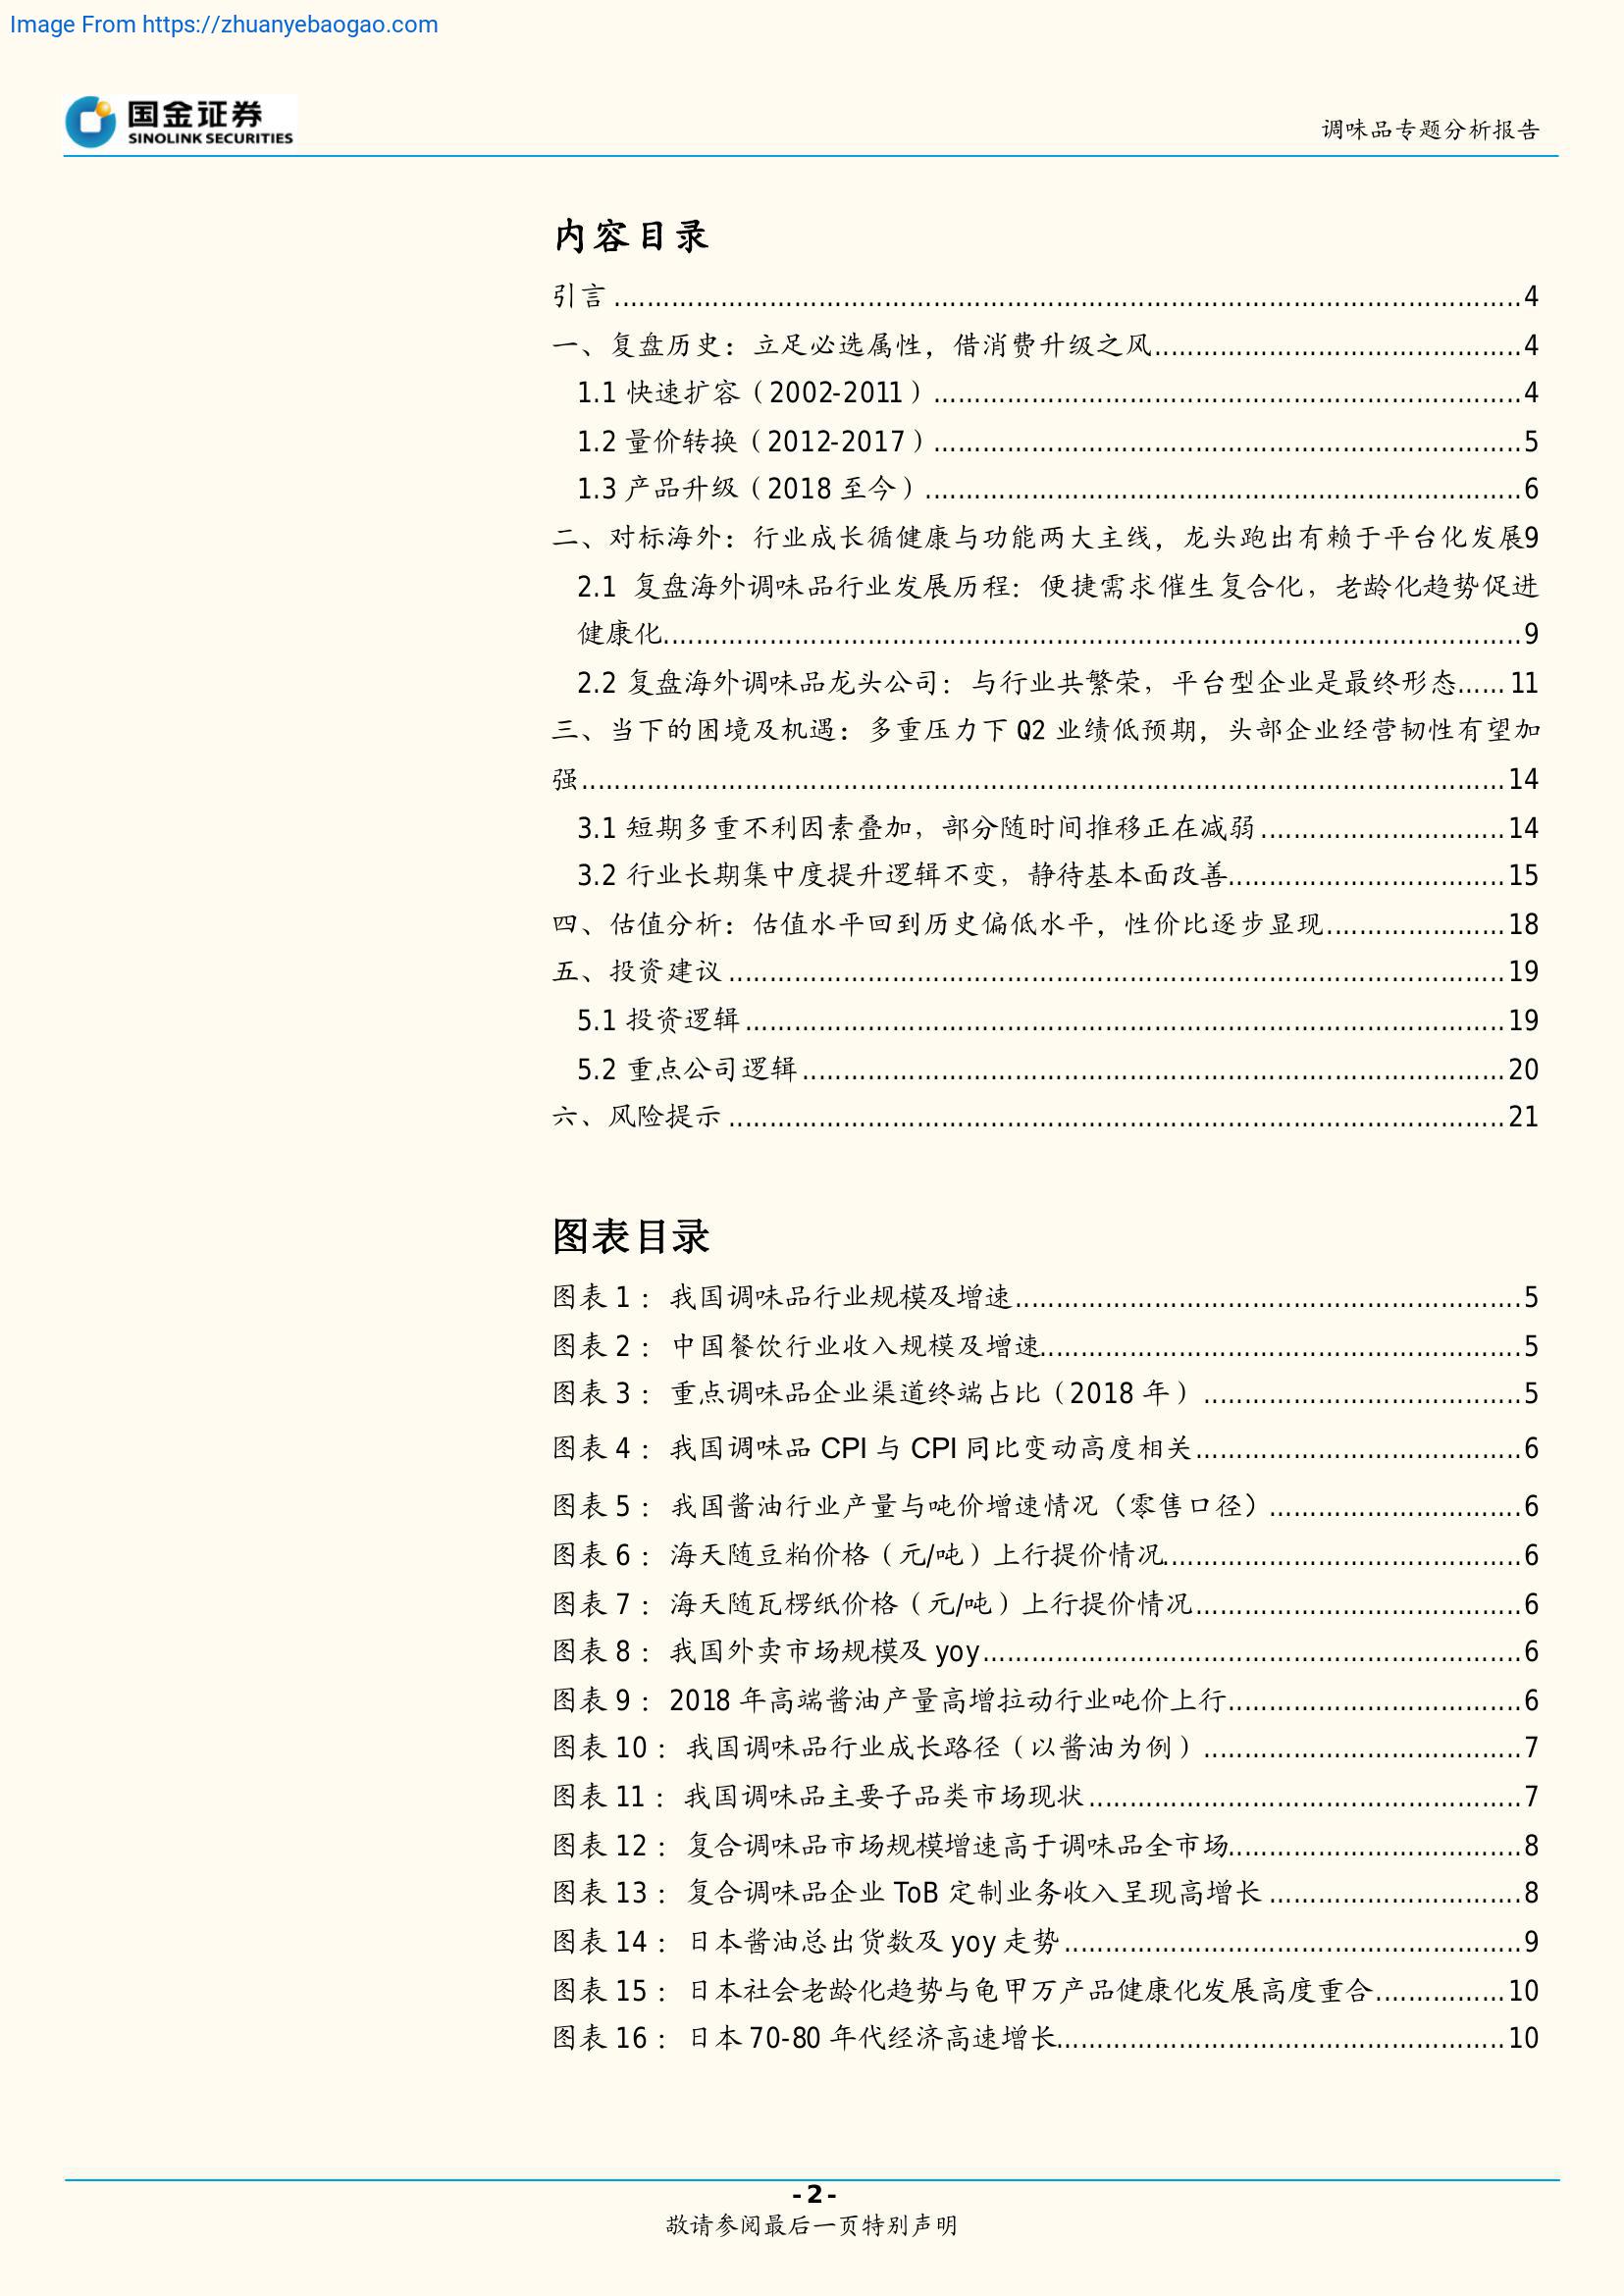 Image From https://zhuanyebaogao.com
国金证券
SINOLINK SECURITIES
调味品专题分析报告
内容目录
引言....................4
一、复盘历史：立足必选属性，借消费升级之风....................4
1.1 快速扩容（2002-2011）....................4
1.2 量价转换（2012-2017）....................5
1.3 产品升级（2018 至今）....................6
二、对标海外：行业成长循健康与功能两大主线，龙头跑出有赖于平台化发展9
2.1 复盘海外调味品行业发展历程：便捷需求催生复合化，老龄化趋势促进
健康化....................9
2.2 复盘海外调味品龙头公司：与行业共繁荣，平台型企业是最终形态......11
三、当下的困境及机遇：多重压力下 Q2 业绩低预期，头部企业经营韧性有望加
强....................14
3.1 短期多重不利因素叠加，部分随时间推移正在减弱....................14
3.2 行业长期集中度提升逻辑不变，静待基本面改善....................15
四、估值分析：估值水平回到历史偏低水平，性价比逐步显现....................18
五、投资建议....................19
5.1 投资逻辑....................19
5.2 重点公司逻辑....................20
六、风险提示....................21
图表目录
图表 1：我国调味品行业规模及增速....................5
图表 2：中国餐饮行业收入规模及增速....................5
图表 3：重点调味品企业渠道终端占比（2018 年）....................5
图表 4：我国调味品 CPI 与 CPI 同比变动高度相关....................6
图表 5：我国酱油行业产量与吨价增速情况（零售口径）....................6
图表 6：海天随豆粕价格（元/吨）上行提价情况....................6
图表 7：海天随瓦楞纸价格（元/吨）上行提价情况....................6
图表 8：我国外卖市场规模及 yoy....................6
图表 9：2018 年高端酱油产量高增拉动行业吨价上行....................6
图表 10：我国调味品行业成长路径（以酱油为例）....................7
图表 11：我国调味品主要子品类市场现状....................7
图表 12：复合调味品市场规模增速高于调味品全市场....................8
图表 13：复合调味品企业 ToB 定制业务收入呈现高增长....................8
图表 14：日本酱油总出货数及 yoy 走势....................9
图表 15：日本社会老龄化趋势与龟甲万产品健康化发展高度重合....................10
图表 16：日本 70-80 年代经济高速增长....................10
- 2 -
敬请参阅最后一页特别声明